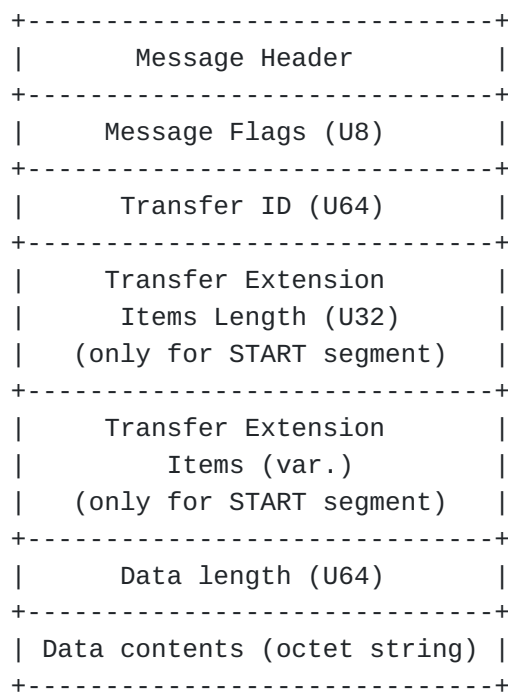 +------------------------------+
|       Message Header         |
+------------------------------+
|     Message Flags (U8)       |
+------------------------------+
|      Transfer ID (U64)       |
+------------------------------+
|     Transfer Extension       |
|      Items Length (U32)      |
|   (only for START segment)   |
+------------------------------+
|     Transfer Extension       |
|         Items (var.)         |
|   (only for START segment)   |
+------------------------------+
|      Data length (U64)       |
+------------------------------+
| Data contents (octet string) |
+------------------------------+